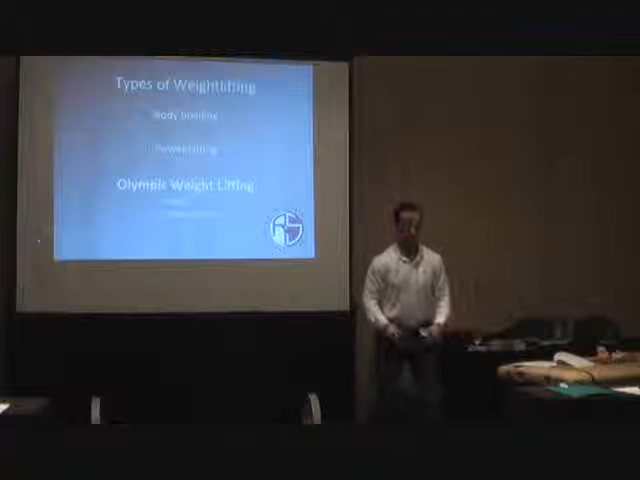 Types of Weightlifting
Body building
Powerlifting
Olympic Weight Lifting